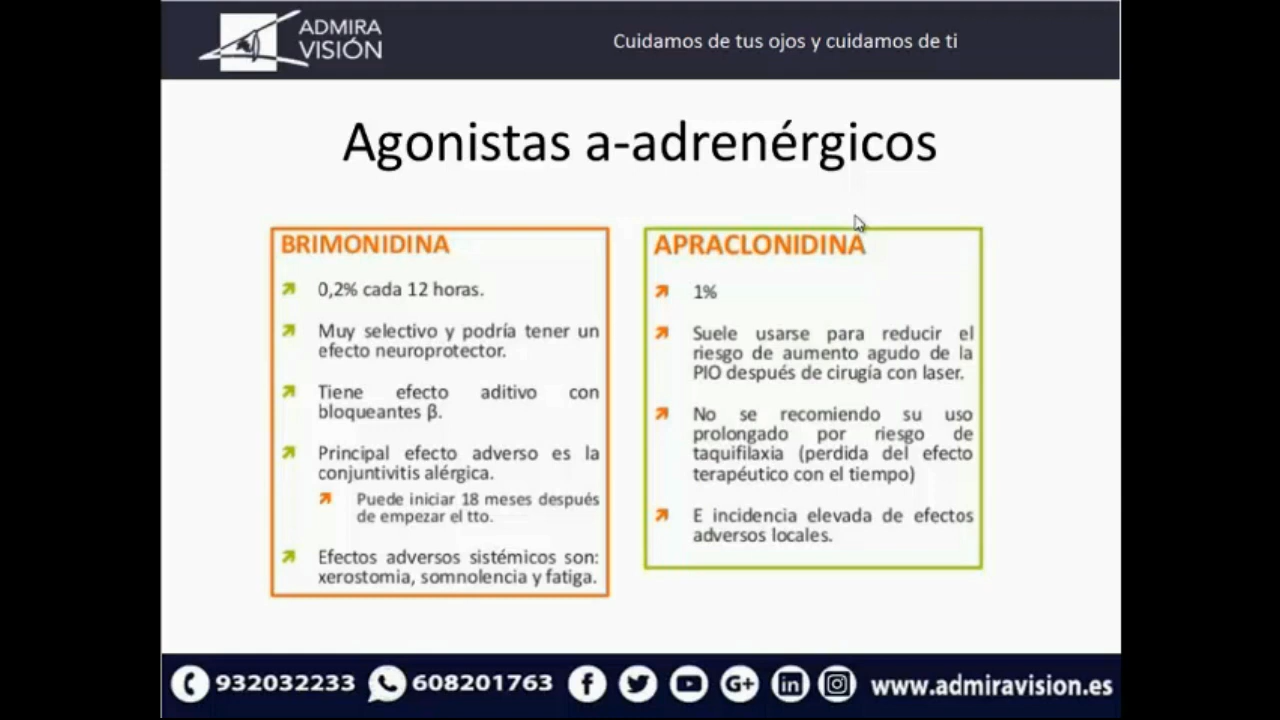 ADMIRA
VISIÓN
Cuidamos de tus ojos y cuidamos de ti
Agonistas a-adrenérgicos
BRIMONIDINA
0,2% cada 12 horas.
Muy selectivo y podría tener un
efecto neuroprotector.
Tiene efecto aditivo con
bloqueantes β.
Principal efecto adverso es la
conjuntivitis alérgica.
Puede iniciar 18 meses después
de empezar el tto.
Efectos adversos sistémicos son:
xerostomia, somnolencia y fatiga.
APRACLONIDINA
1%
Suele usarse para reducir el
riesgo de aumento agudo de la
PIO después de cirugía con laser.
No se recomiendo su uso
prolongado por riesgo de
taquifilaxia (perdida del efecto
terapéutico con el tiempo)
E incidencia elevada de efectos
adversos locales.
932032233
608201763
G+
in
www.admiravision.es